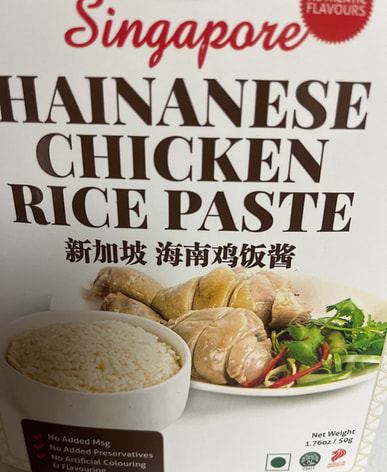 Singapore
FLAVOURS
HAINANESE
CHICKEN
RICE PASTE
新加坡 海南鸡饭酱
No Added Msg
No Added Preservatives
No Artificial Colouring
& Flavouring
Net Weight
1.76oz / 50g